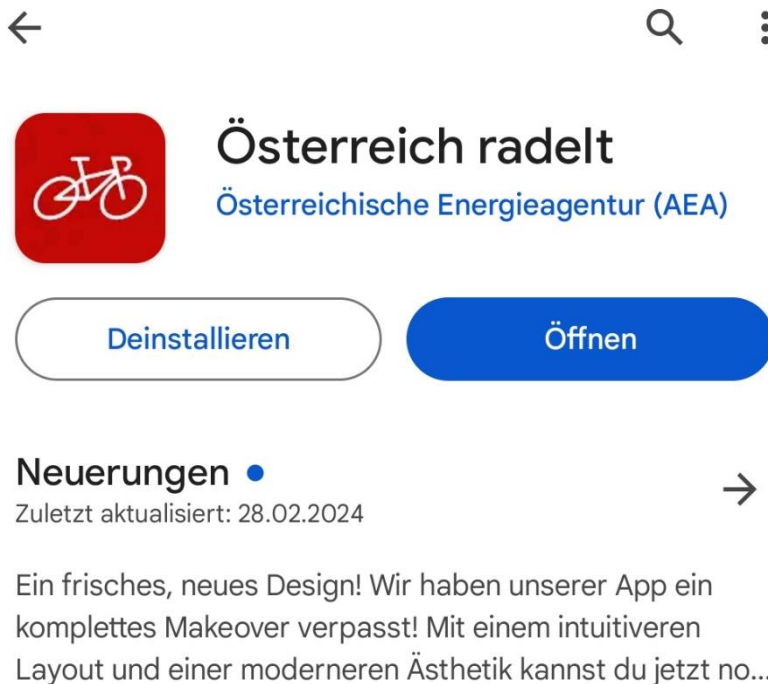 Österreich radelt
Österreichische Energieagentur (AEA)
Deinstallieren
Öffnen
Neuerungen
Zuletzt aktualisiert: 28.02.2024
Ein frisches, neues Design! Wir haben unserer App ein
komplettes Makeover verpasst! Mit einem intuitiveren
Layout und einer moderneren Ästhetik kannst du jetzt no...